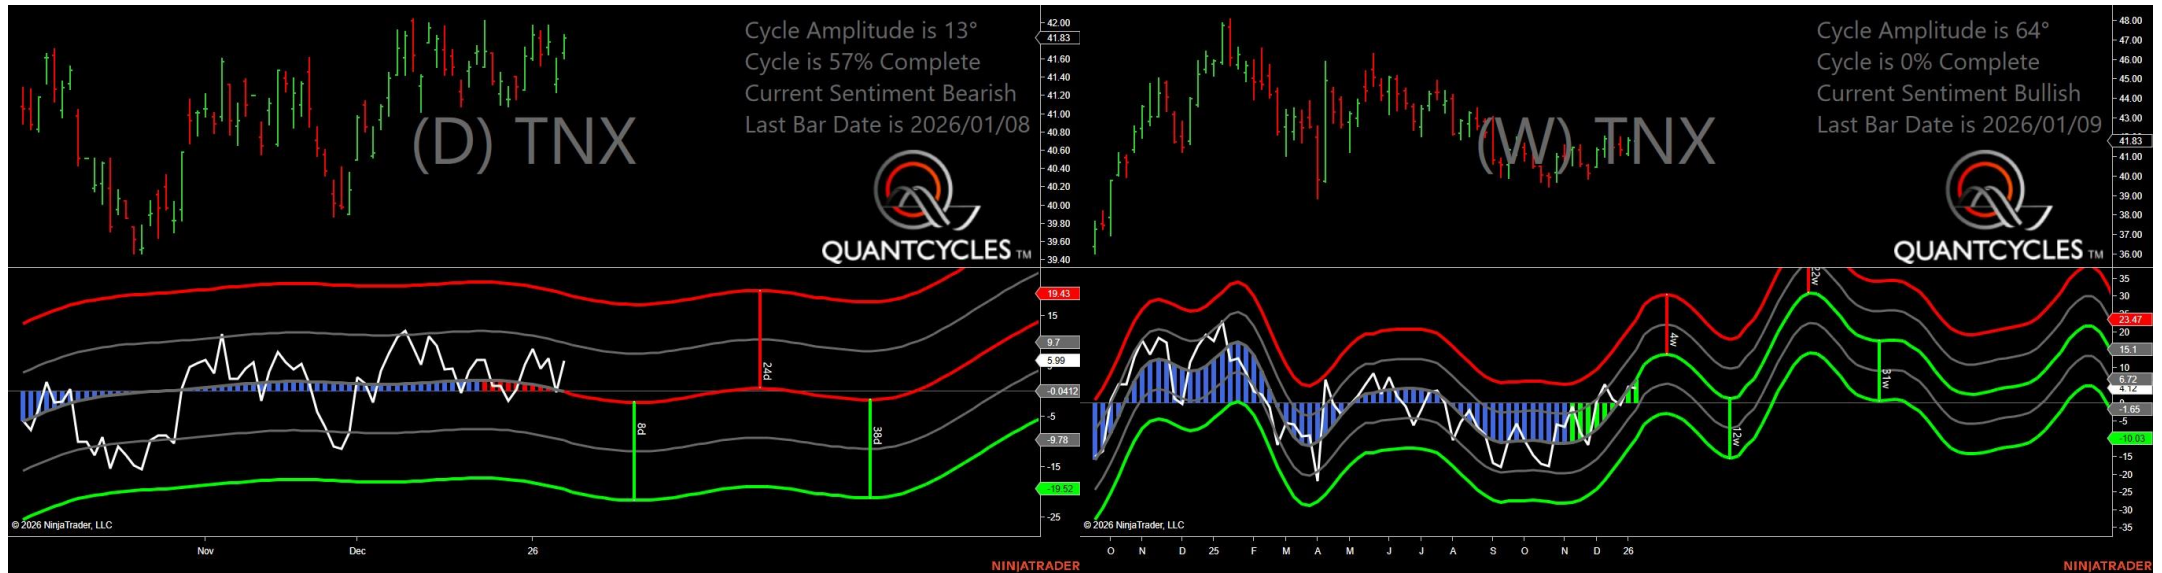 Cycle Amplitude is 13°
Cycle is 57% Complete
Current Sentiment Bearish
Last Bar Date is 2026/01/08
(D) TNX
QUANTCYCLES TM
42.00
41.83
41.60
41.40
41.20
41.00
40.80
40.60
40.40
40.20
40.00
39.80
39.60
39.40
19.43
15
9.7
5.99
-0.0412
-5
-9.78
-15
-19.52
-25
8d
24d
38d
© 2026 NinjaTrader, LLC
Nov
Dec
26
NINJATRADER
Cycle Amplitude is 64°
Cycle is 0% Complete
Current Sentiment Bullish
Last Bar Date is 2026/01/09
(W) TNX
QUANTCYCLES TM
48.00
47.00
46.00
45.00
44.00
43.00
41.83
41.00
40.00
39.00
38.00
37.00
36.00
35
30
23.47
20
15.1
10
6.72
4.12
-1.65
-5
-10.03
-15
-20
-25
-30
-35
4w
12w
22w
31w
© 2026 NinjaTrader, LLC
O N D 25 F M A M J J A S O N D 26
NINJATRADER